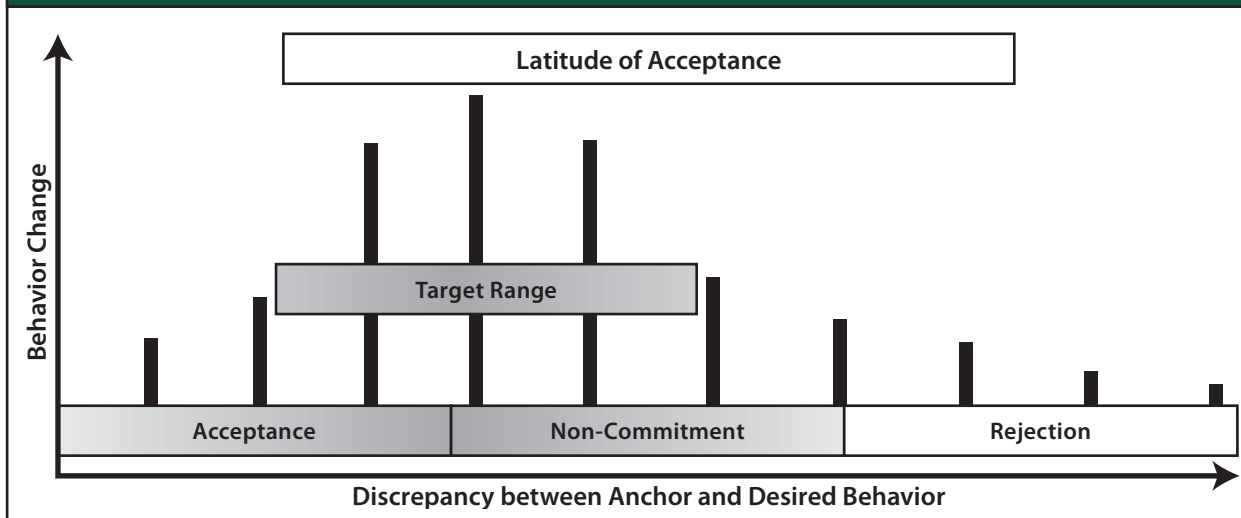 Latitude of Acceptance
Behavior Change
Target Range
Acceptance
Non-Commitment
Rejection
Discrepancy between Anchor and Desired Behavior